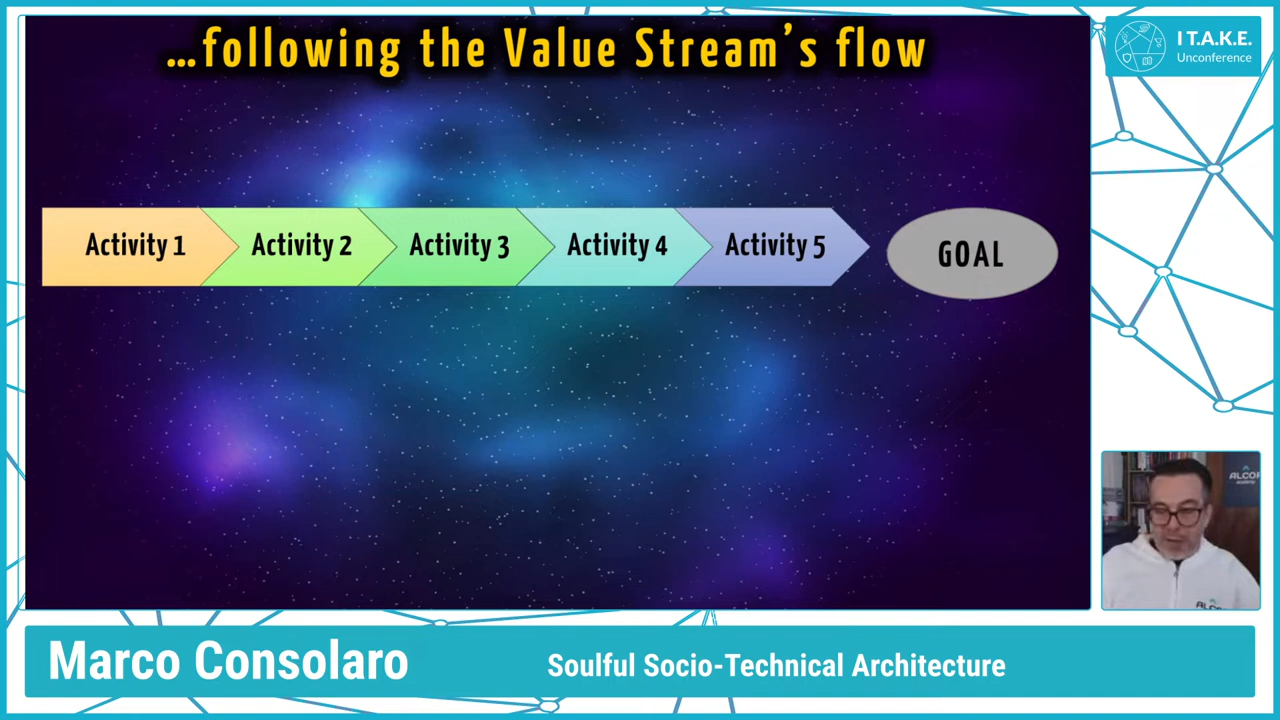 ...following the Value Stream's flow
I T.A.K.E.
Unconference
Activity 1
Activity 2
Activity 3
Activity 4
Activity 5
GOAL
Marco Consolaro
Soulful Socio-Technical Architecture